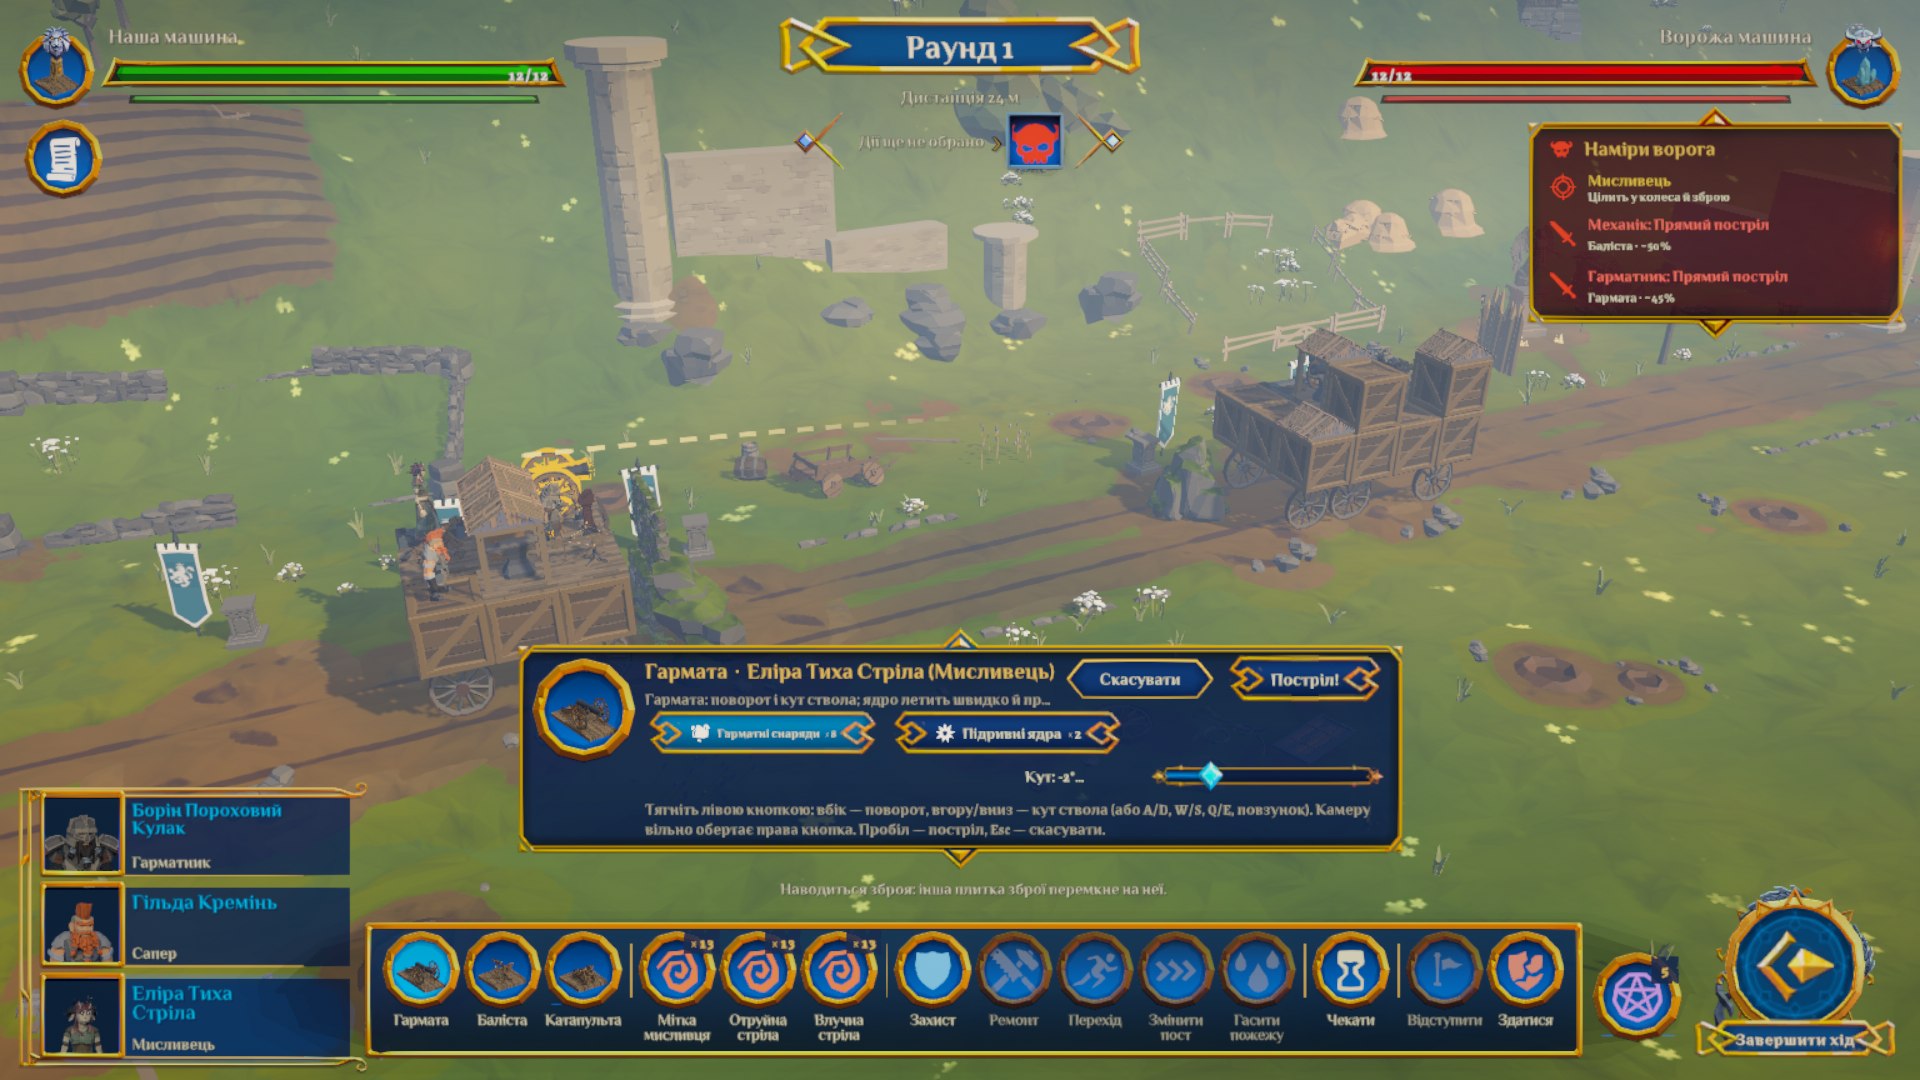 Наша машина
12/12
Раунд 1
Дистанція 24 м
Дії ще не обрано
Ворожа машина
12/12
Наміри ворога
Мисливець
Цілить у колеса й зброю
Механік: Прямий постріл
Баліста · ~50%
Гарматник: Прямий постріл
Гармата · ~45%
Гармата · Еліра Тиха Стріла (Мисливець)
Скасувати
Постріл!
Гармата: поворот і кут ствола; ядро летить швидко й пр...
Гарматні снаряди ×8
Підривні ядра ×2
Кут: -2°...
Тягніть лівою кнопкою: вбік — поворот, вгору/вниз — кут ствола (або A/D, W/S, Q/E, повзунок). Камеру
вільно обертає права кнопка. Пробіл — постріл, Esc — скасувати.
Наводиться зброя: інша плитка зброї перемкне на неї.
Борін Пороховий
Кулак
Гарматник
Гільда Кремінь
Сапер
Еліра Тиха
Стріла
Мисливець
Гармата
Баліста
Катапульта
×13
Мітка
мисливця
×13
Отруйна
стріла
×13
Влучна
стріла
Захист
Ремонт
Перехід
Змінити
пост
Гасити
пожежу
Чекати
Відступити
Здатися
5
Завершити хід